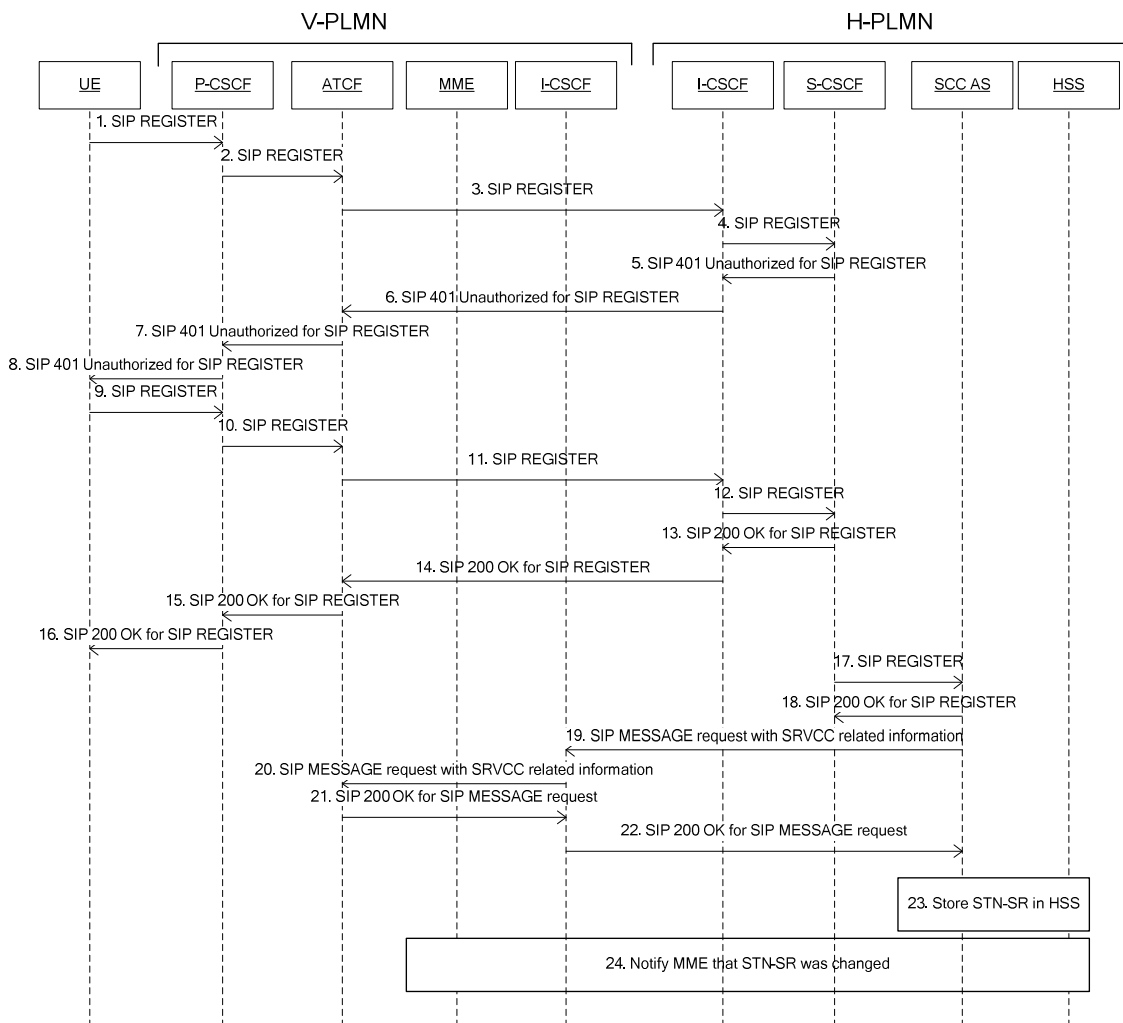 V-PLMN
H-PLMN
UE
P-CSCF
ATCF
MME
I-CSCF
I-CSCF
S-CSCF
SCC AS
HSS
1. SIP REGISTER
2. SIP REGISTER
3. SIP REGISTER
4. SIP REGISTER
5. SIP 401 Unauthorized for SIP REGISTER
6. SIP 401 Unauthorized for SIP REGISTER
7. SIP 401 Unauthorized for SIP REGISTER
8. SIP 401 Unauthorized for SIP REGISTER
9. SIP REGISTER
10. SIP REGISTER
11. SIP REGISTER
12. SIP REGISTER
13. SIP 200 OK for SIP REGISTER
14. SIP 200 OK for SIP REGISTER
15. SIP 200 OK for SIP REGISTER
16. SIP 200 OK for SIP REGISTER
17. SIP REGISTER
18. SIP 200 OK for SIP REGISTER
19. SIP MESSAGE request with SRVCC related information
20. SIP MESSAGE request with SRVCC related information
21. SIP 200 OK for SIP MESSAGE request
22. SIP 200 OK for SIP MESSAGE request
23. Store STN-SR in HSS
24. Notify MME that STN-SR was changed